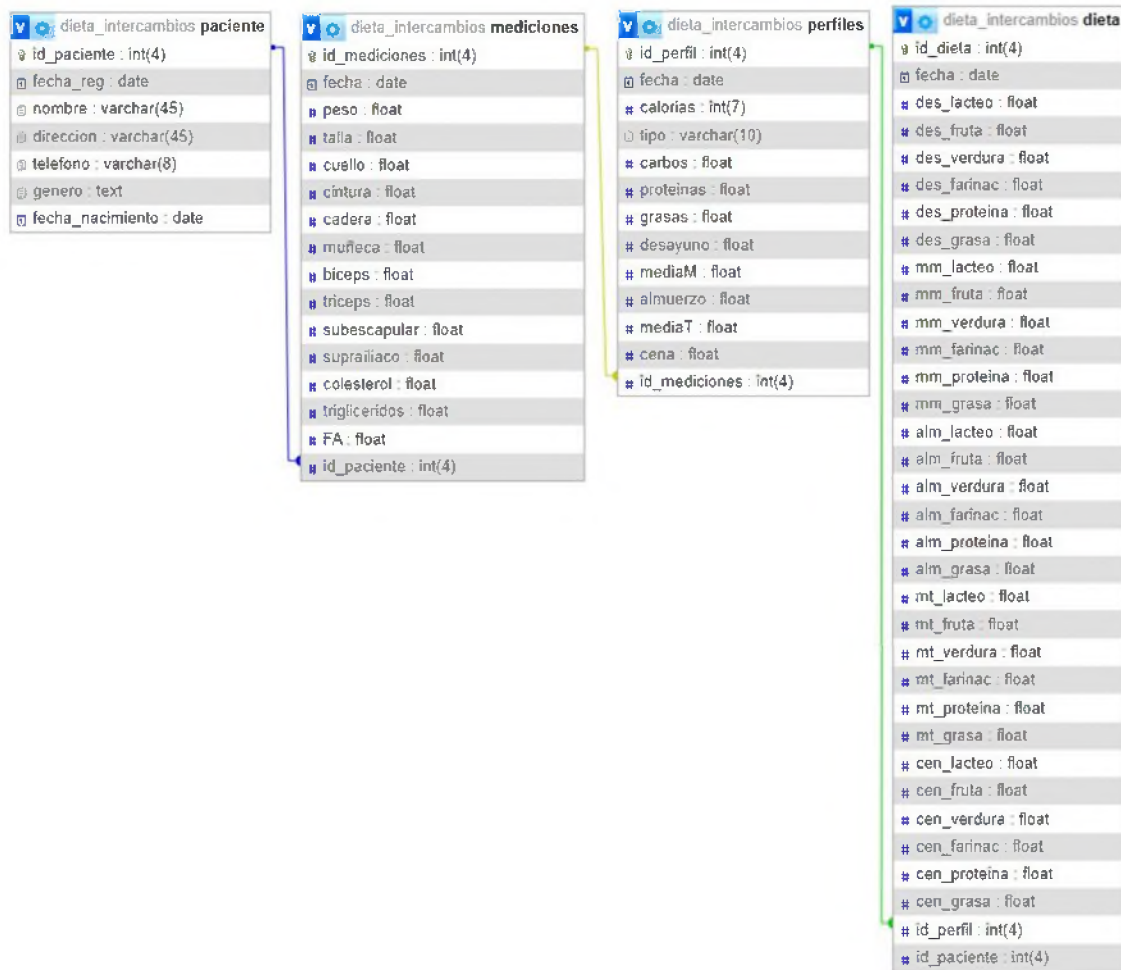 dieta_intercambios paciente
id_paciente : int(4)
fecha_reg : date
nombre : varchar(45)
direccion : varchar(45)
telefono : varchar(8)
genero : text
fecha_nacimiento : date
dieta_intercambios mediciones
id_mediciones : int(4)
fecha : date
peso : float
talla : float
cuello : float
cintura : float
cadera : float
muñeca : float
biceps : float
triceps : float
subescapular : float
suprailiaco : float
colesterol : float
trigliceridos : float
FA : float
id_paciente : int(4)
dieta_intercambios perfiles
id_perfil : int(4)
fecha : date
calorias : int(7)
tipo : varchar(10)
carbos : float
proteinas : float
grasas : float
desayuno : float
mediaM : float
almuerzo : float
mediaT : float
cena : float
id_mediciones : int(4)
dieta_intercambios dieta
id_dieta : int(4)
fecha : date
des_lacteo : float
des_fruta : float
des_verdura : float
des_farinac : float
des_proteina : float
des_grasa : float
mm_lacteo : float
mm_fruta : float
mm_verdura : float
mm_farinac : float
mm_proteina : float
mm_grasa : float
alm_lacteo : float
alm_fruta : float
alm_verdura : float
alm_farinac : float
alm_proteina : float
alm_grasa : float
mt_lacteo : float
mt_fruta : float
mt_verdura : float
mt_farinac : float
mt_proteina : float
mt_grasa : float
cen_lacteo : float
cen_fruta : float
cen_verdura : float
cen_farinac : float
cen_proteina : float
cen_grasa : float
id_perfil : int(4)
id_paciente : int(4)